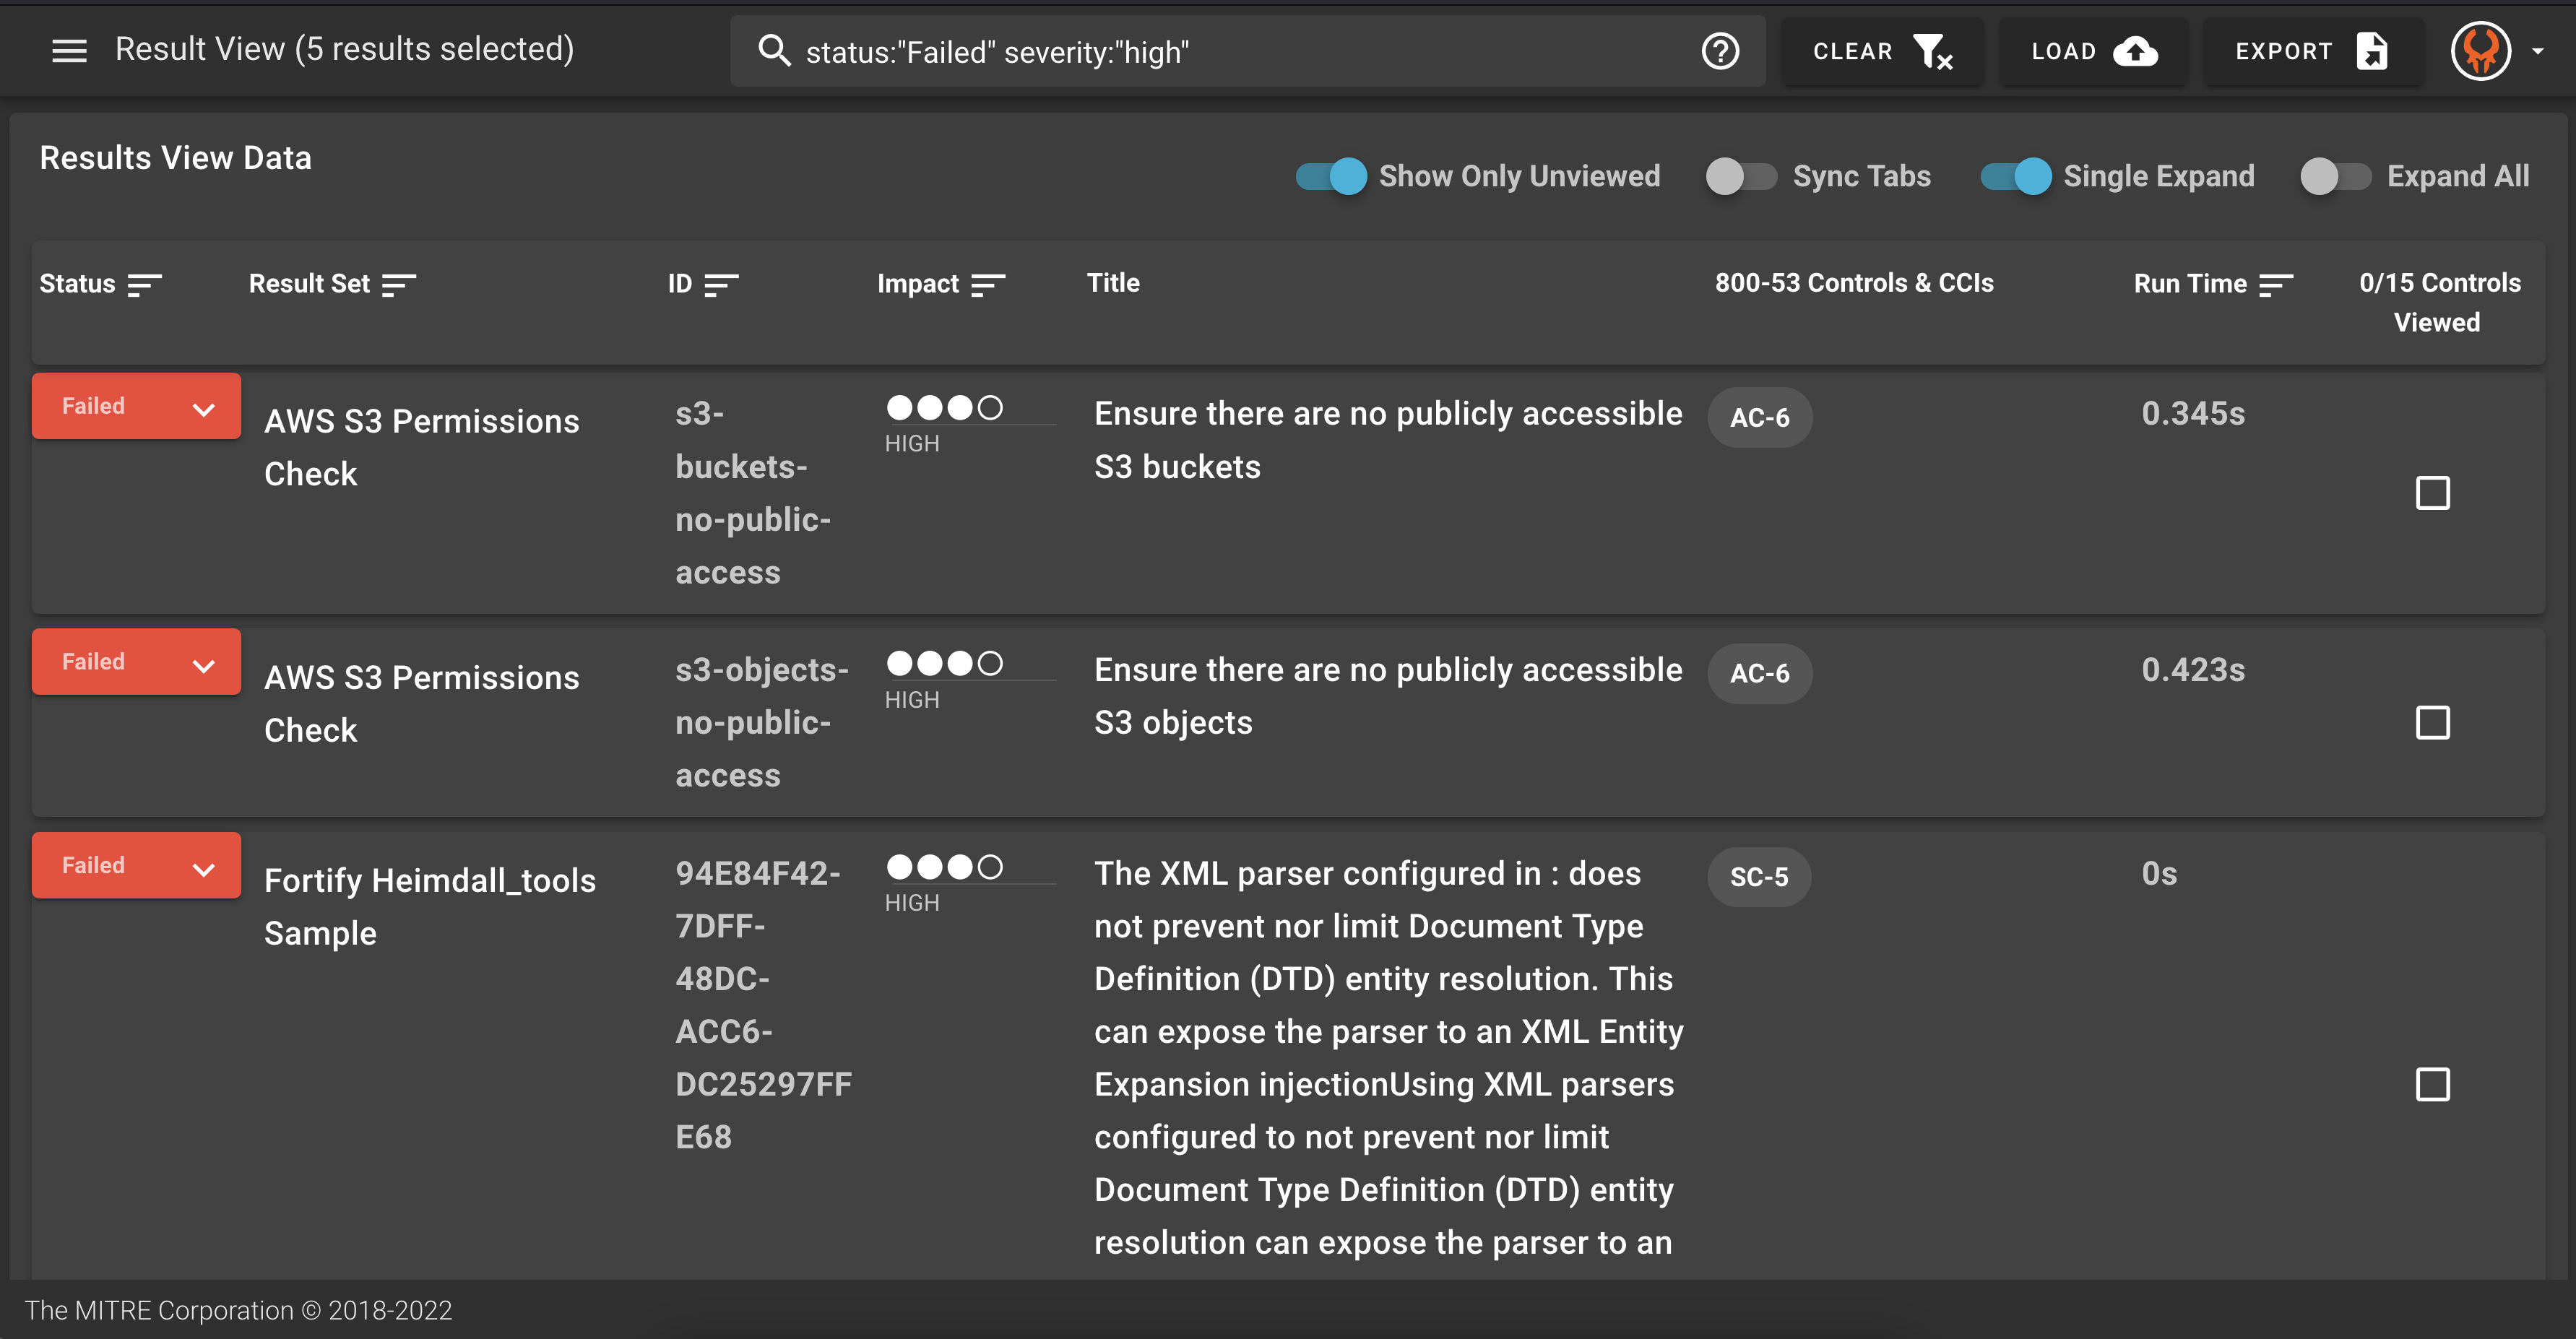 Result View (5 results selected)
status:"Failed" severity:"high"
CLEAR
LOAD
EXPORT
Results View Data
Show Only Unviewed
Sync Tabs
Single Expand
Expand All
Status
Result Set
ID
Impact
Title
800-53 Controls & CCIs
Run Time
0/15 Controls
Viewed
Failed
AWS S3 Permissions
Check
s3-
buckets-
no-public-
access
HIGH
Ensure there are no publicly accessible
S3 buckets
AC-6
0.345s
Failed
AWS S3 Permissions
Check
s3-objects-
no-public-
access
HIGH
Ensure there are no publicly accessible
S3 objects
AC-6
0.423s
Failed
Fortify Heimdall_tools
Sample
94E84F42-
7DFF-
48DC-
ACC6-
DC25297FF
E68
HIGH
The XML parser configured in : does
not prevent nor limit Document Type
Definition (DTD) entity resolution. This
can expose the parser to an XML Entity
Expansion injectionUsing XML parsers
configured to not prevent nor limit
Document Type Definition (DTD) entity
resolution can expose the parser to an
SC-5
0s
The MITRE Corporation © 2018-2022